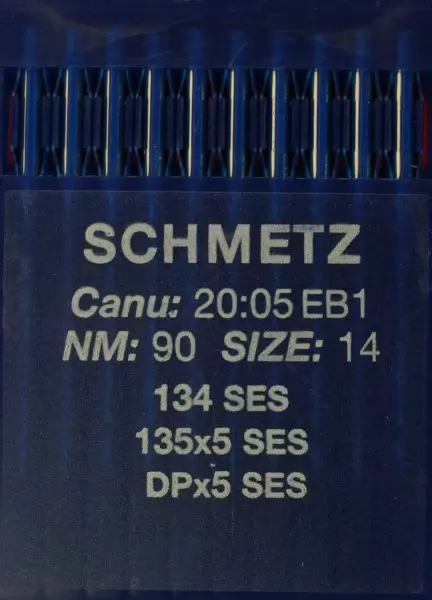 SCHMETZ
Canu: 20:05 EB1
NM: 90 SIZE: 14
134 SES
135x5 SES
DPx5 SES